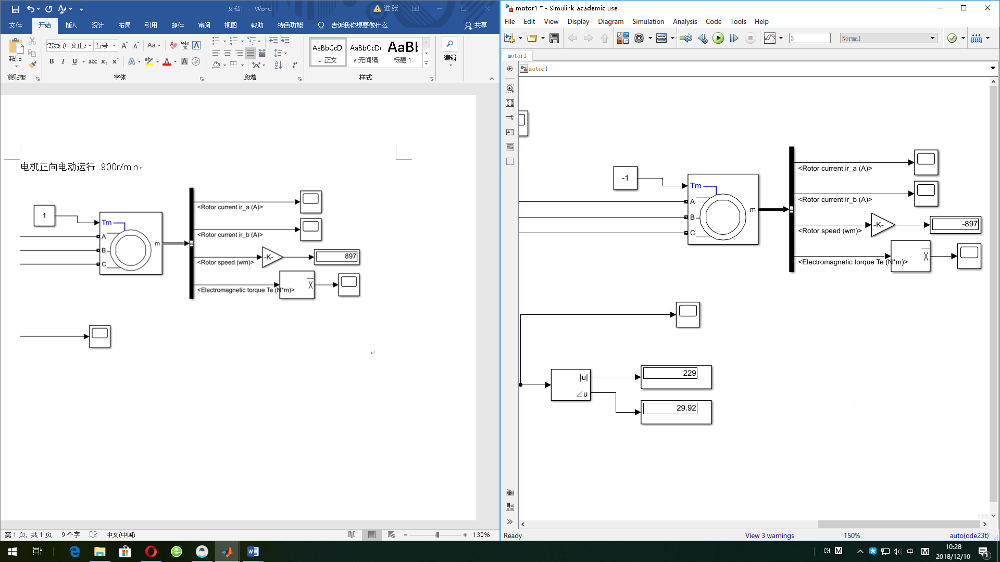 文档1 - Word
进 张
文件 开始 插入 设计 布局 引用 邮件 审阅 视图 帮助 特色功能 告诉我你想要做什么 共享
粘贴
剪贴板
等线 (中文正文 五号
字体
段落
AaBbCcDı AaBbCcDı AaBb
正文 无间隔 标题 1
样式
编辑
电机正向电动运行 900r/min
1
Tm
A
B
C
m
<Rotor current ir_a (A)>
<Rotor current ir_b (A)>
<Rotor speed (wm)>
-K-
897
<Electromagnetic torque Te (N*m)>
第 1 页, 共 1 页 9 个字 中文(中国) 130%
motor1 * - Simulink academic use
File Edit View Display Diagram Simulation Analysis Code Tools Help
3 Normal
motor1
motor1
-1
Tm
A
B
C
m
<Rotor current ir_a (A)>
<Rotor current ir_b (A)>
<Rotor speed (wm)>
-K-
-897
<Electromagnetic torque Te (N*m)>
|u|
∠u
229
29.92
Ready View 3 warnings 150% auto(ode23t)
CH M 中 M
10:28
2018/12/10
1